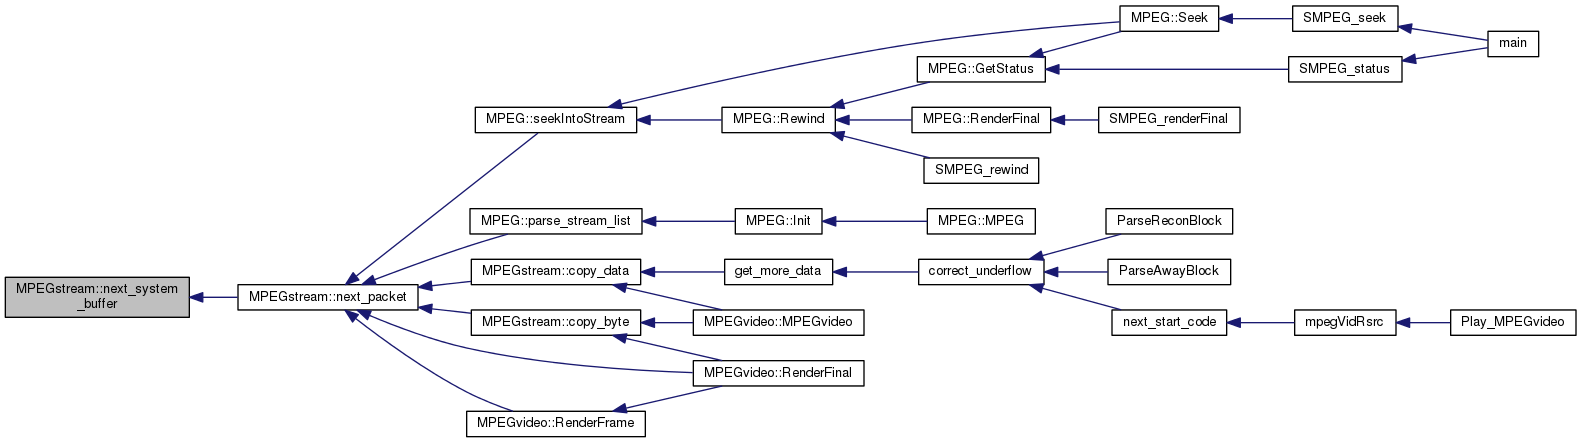 MPEGstream::next_system
_buffer
MPEGstream::next_packet
MPEG::seekIntoStream
MPEG::parse_stream_list
MPEGstream::copy_data
MPEGstream::copy_byte
MPEGvideo::RenderFrame
MPEG::Rewind
MPEG::Init
get_more_data
MPEGvideo::MPEGvideo
MPEGvideo::RenderFinal
MPEG::Seek
MPEG::GetStatus
MPEG::RenderFinal
SMPEG_rewind
MPEG::MPEG
correct_underflow
SMPEG_renderFinal
ParseReconBlock
ParseAwayBlock
next_start_code
SMPEG_seek
SMPEG_status
mpegVidRsrc
main
Play_MPEGvideo